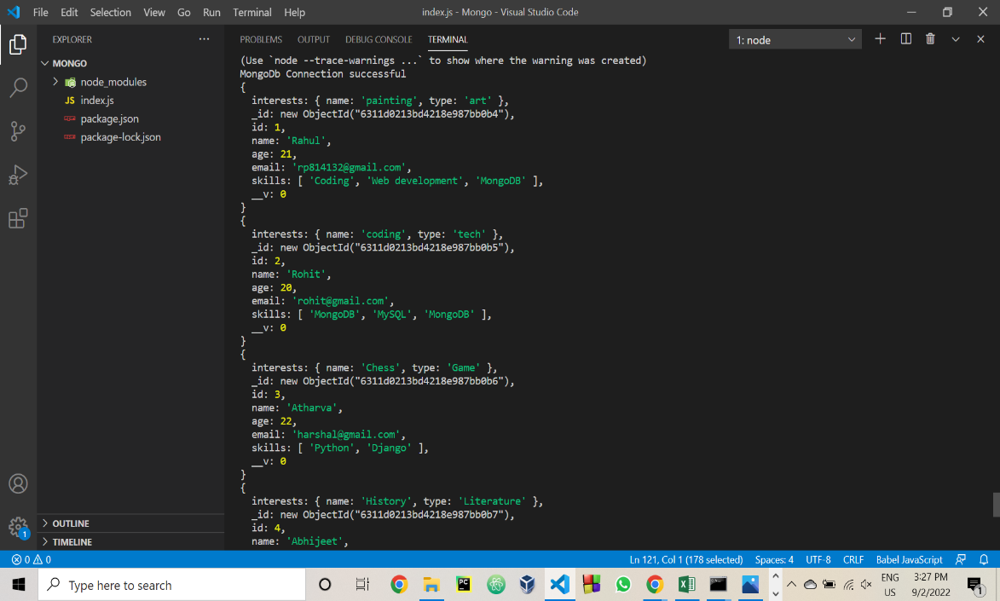 File Edit Selection View Go Run Terminal Help
index.js - Mongo - Visual Studio Code
EXPLORER
MONGO
node_modules
JS index.js
package.json
package-lock.json
OUTLINE
TIMELINE
PROBLEMS OUTPUT DEBUG CONSOLE TERMINAL
1: node
(Use `node --trace-warnings ...` to show where the warning was created)
MongoDb Connection successful
{
  interests: { name: 'painting', type: 'art' },
  _id: new ObjectId("6311d0213bd4218e987bb0b4"),
  id: 1,
  name: 'Rahul',
  age: 21,
  email: 'rp814132@gmail.com',
  skills: [ 'Coding', 'Web development', 'MongoDB' ],
  __v: 0
}
{
  interests: { name: 'coding', type: 'tech' },
  _id: new ObjectId("6311d0213bd4218e987bb0b5"),
  id: 2,
  name: 'Rohit',
  age: 20,
  email: 'rohit@gmail.com',
  skills: [ 'MongoDB', 'MySQL', 'MongoDB' ],
  __v: 0
}
{
  interests: { name: 'Chess', type: 'Game' },
  _id: new ObjectId("6311d0213bd4218e987bb0b6"),
  id: 3,
  name: 'Atharva',
  age: 22,
  email: 'harshal@gmail.com',
  skills: [ 'Python', 'Django' ],
  __v: 0
}
{
  interests: { name: 'History', type: 'Literature' },
  _id: new ObjectId("6311d0213bd4218e987bb0b7"),
  id: 4,
  name: 'Abhijeet',
1
0 0
Ln 121, Col 1 (178 selected) Spaces: 4 UTF-8 CRLF Babel JavaScript
Type here to search
PC
ENG
US
3:27 PM
9/2/2022
1